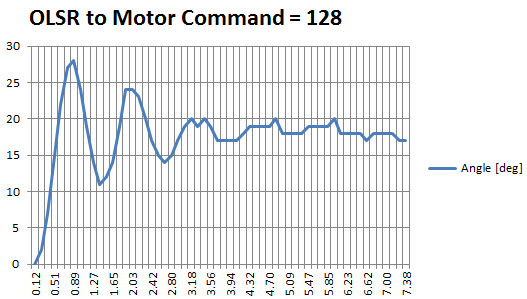 OLSR to Motor Command = 128
30
25
20
15
10
5
0
0.12 0.51 0.89 1.27 1.65 2.03 2.42 2.80 3.18 3.56 3.94 4.32 4.70 5.09 5.47 5.85 6.23 6.62 7.00 7.38
Angle [deg]